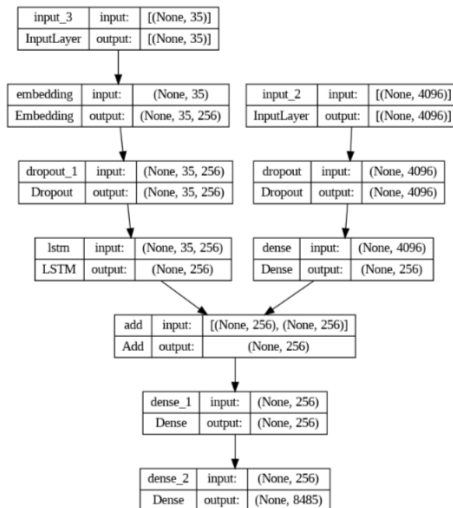 input_3 input: [(None, 35)]
InputLayer output: [(None, 35)]
embedding input: (None, 35)
Embedding output: (None, 35, 256)
input_2 input: [(None, 4096)]
InputLayer output: [(None, 4096)]
dropout_1 input: (None, 35, 256)
Dropout output: (None, 35, 256)
dropout input: (None, 4096)
Dropout output: (None, 4096)
lstm input: (None, 35, 256)
LSTM output: (None, 256)
dense input: (None, 4096)
Dense output: (None, 256)
add input: [(None, 256), (None, 256)]
Add output: (None, 256)
dense_1 input: (None, 256)
Dense output: (None, 256)
dense_2 input: (None, 256)
Dense output: (None, 8485)